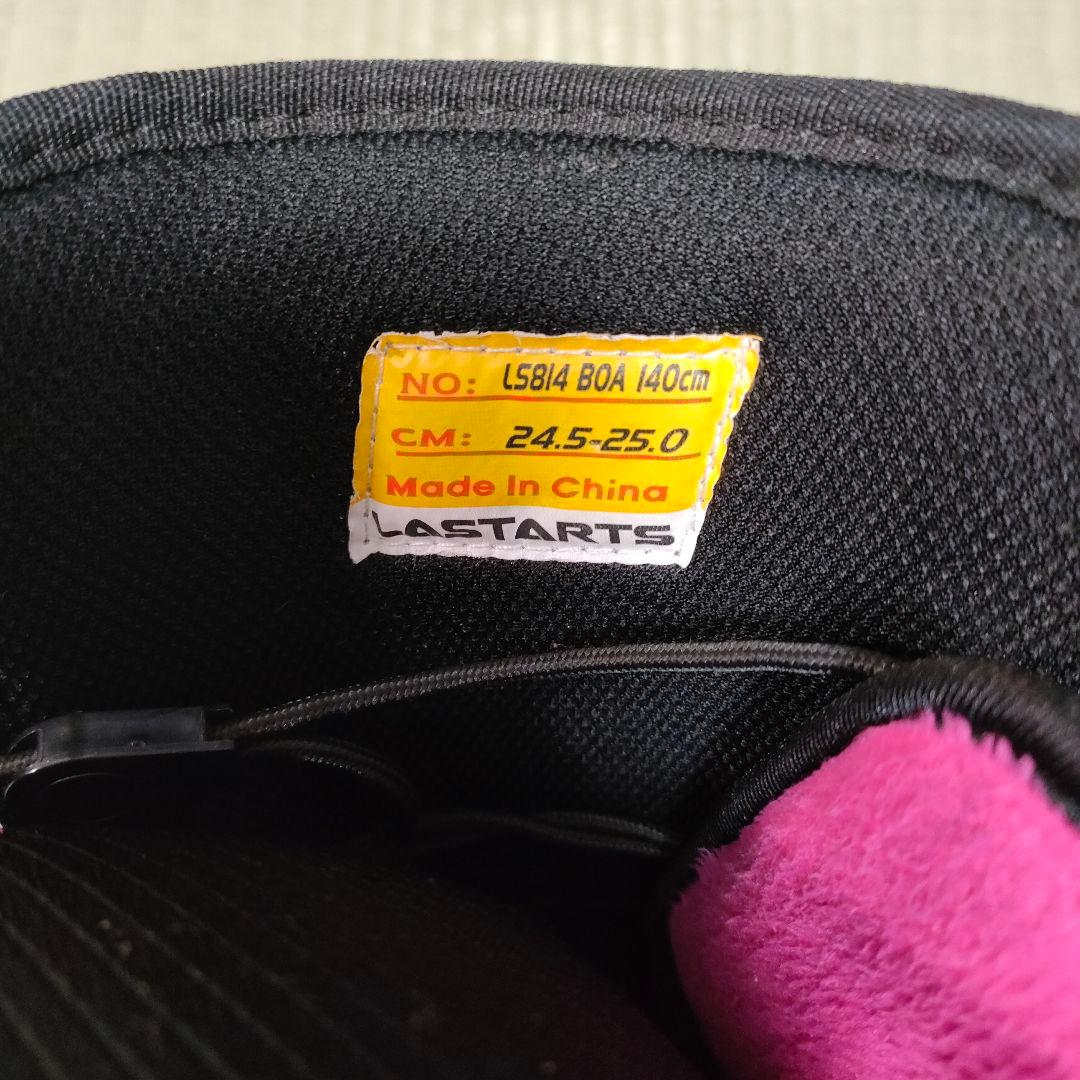 NO: LS814 BOA 140cm
CM: 24.5-25.0
Made In China
LASTARTS